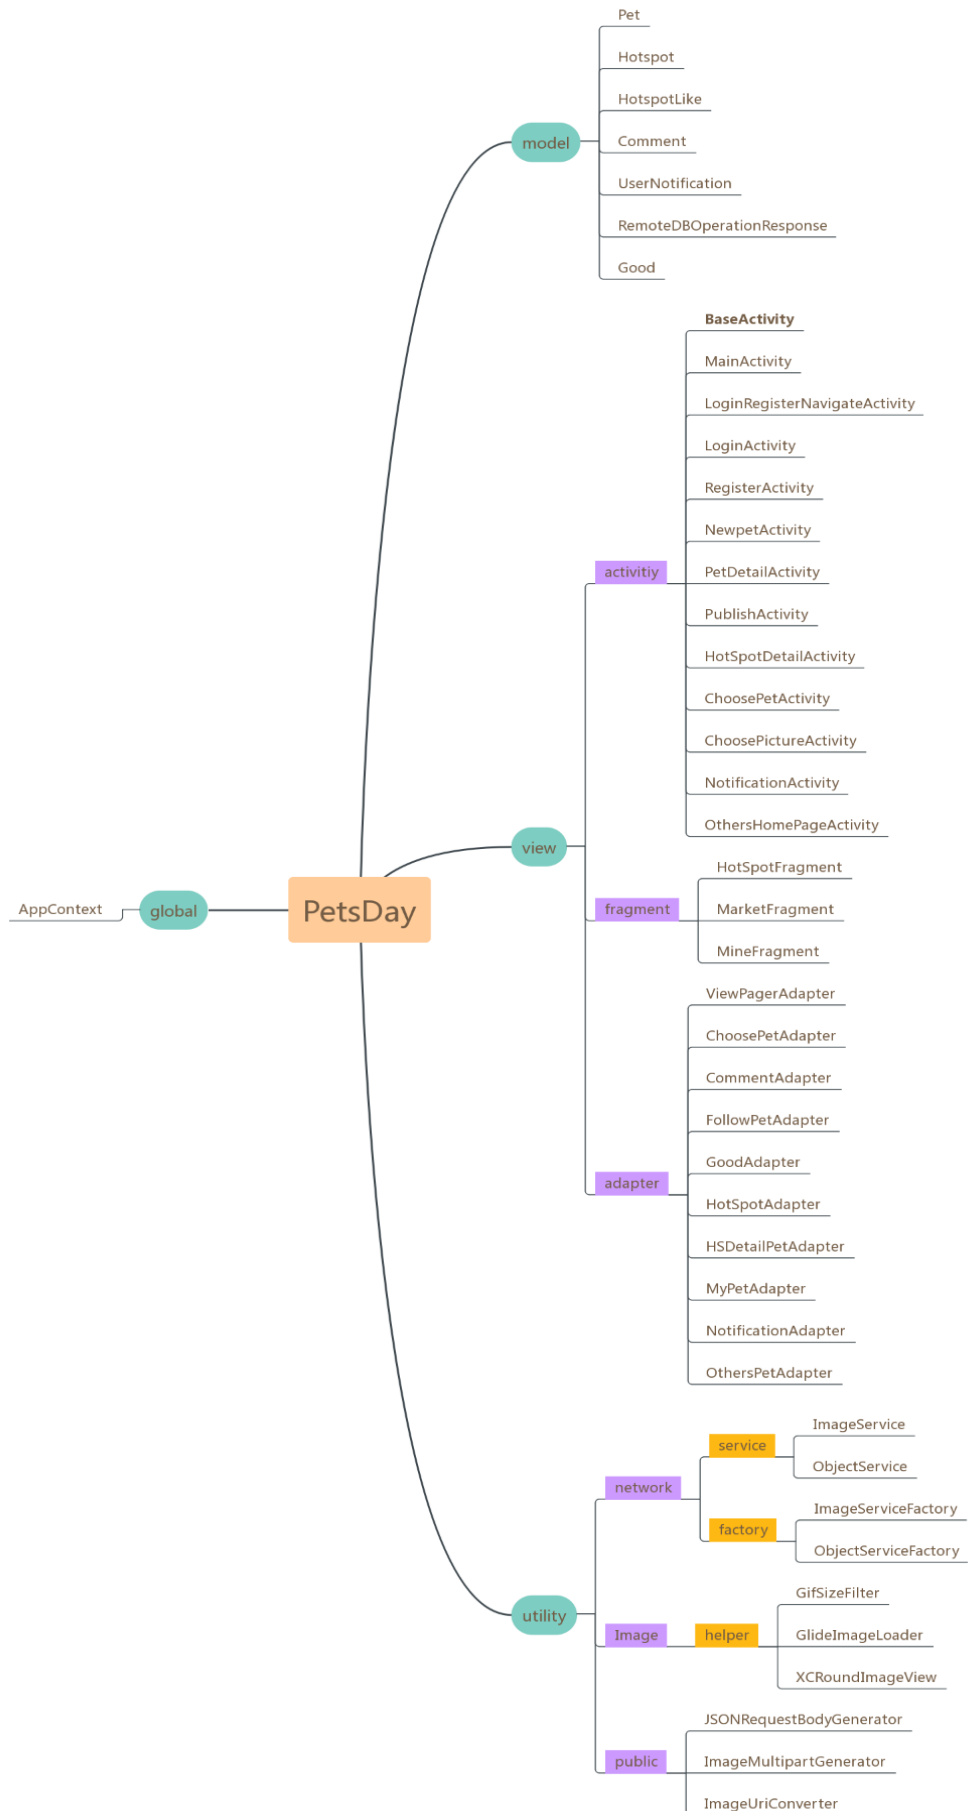 PetsDay
global
AppContext
model
Pet
Hotspot
HotspotLike
Comment
UserNotification
RemoteDBOperationResponse
Good
view
activitiy
BaseActivity
MainActivity
LoginRegisterNavigateActivity
LoginActivity
RegisterActivity
NewpetActivity
PetDetailActivity
PublishActivity
HotSpotDetailActivity
ChoosePetActivity
ChoosePictureActivity
NotificationActivity
OthersHomePageActivity
fragment
HotSpotFragment
MarketFragment
MineFragment
adapter
ViewPagerAdapter
ChoosePetAdapter
CommentAdapter
FollowPetAdapter
GoodAdapter
HotSpotAdapter
HSDetailPetAdapter
MyPetAdapter
NotificationAdapter
OthersPetAdapter
utility
network
service
ImageService
ObjectService
factory
ImageServiceFactory
ObjectServiceFactory
Image
helper
GifSizeFilter
GlideImageLoader
XCRoundImageView
public
JSONRequestBodyGenerator
ImageMultipartGenerator
ImageUriConverter